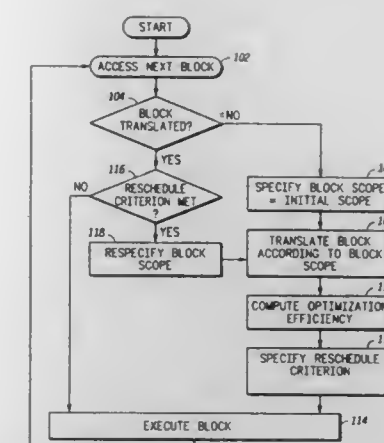 START
ACCESS NEXT BLOCK
102
104
BLOCK
TRANSLATED?
NO
YES
116
RESCHEDULE
CRITERION MET
?
NO
YES
118
RESPECIFY BLOCK
SCOPE
SPECIFY BLOCK SCOPE
= INITIAL SCOPE
TRANSLATE BLOCK
ACCORDING TO BLOCK
SCOPE
COMPUTE OPTIMIZATION
EFFICIENCY
SPECIFY RESCHEDULE
CRITERION
EXECUTE BLOCK
114